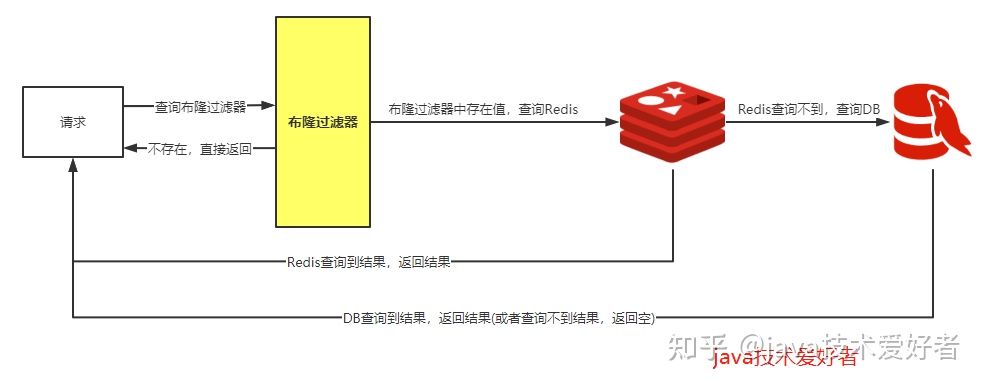 查询布隆过滤器
请求
布隆过滤器
不存在，直接返回
布隆过滤器中存在值，查询Redis
Redis查询不到，查询DB
Redis查询到结果，返回结果
DB查询到结果，返回结果(或者查询不到结果，返回空)
知乎 @java技术爱好者
java技术爱好者